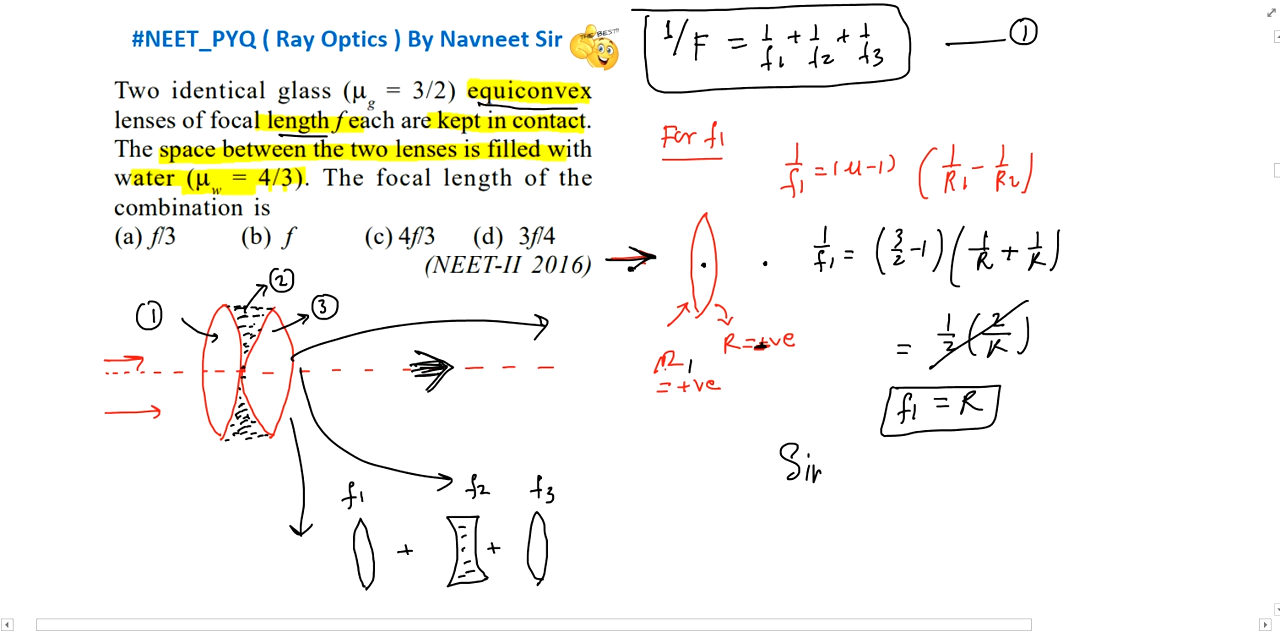 #NEET_PYQ ( Ray Optics ) By Navneet Sir
THE BEST!!
Two identical glass (μg = 3/2) equiconvex
lenses of focal length f each are kept in contact.
The space between the two lenses is filled with
water (μw = 4/3). The focal length of the
combination is
(a) f/3 (b) f (c) 4f/3 (d) 3f/4
(NEET-II 2016)
① ② ③
f1 f2 f3
+ +
1/F = 1/f1 + 1/f2 + 1/f3 — ①
For f1
1/f1 = (μ-1) (1/R1 - 1/R2)
1/f1 = (3/2 -1) (1/R + 1/R)
R=+ve
R1
=+ve
= 1/2 (2/R)
f1 = R
Sir